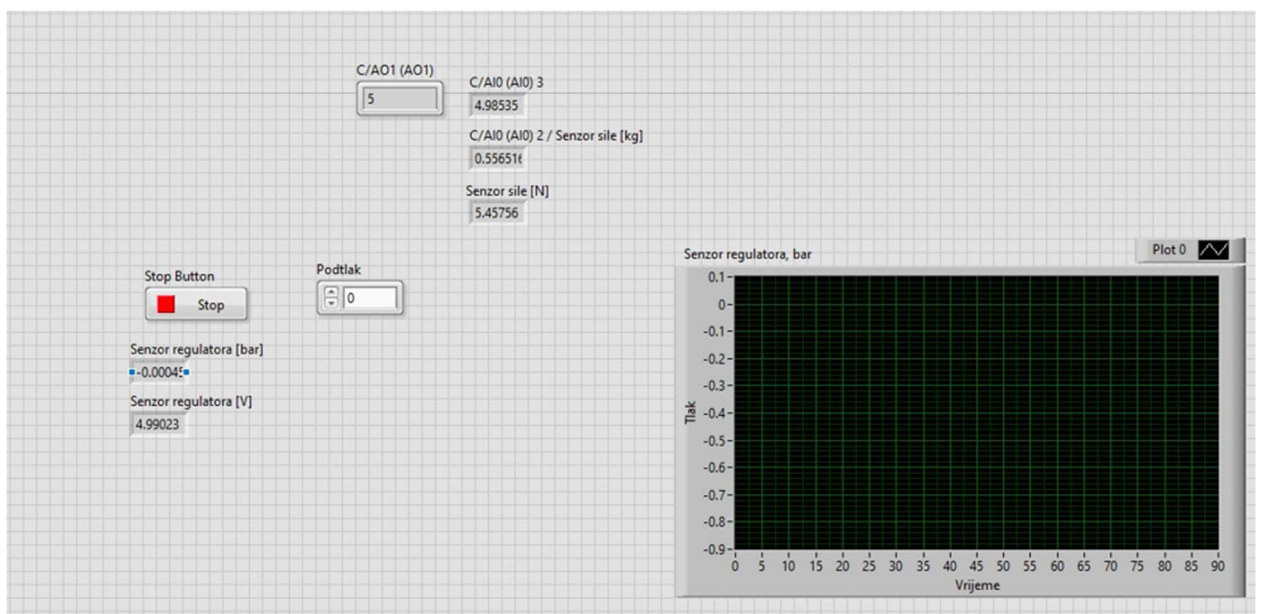 C/AO1 (AO1)
5
C/AI0 (AI0) 3
4.98535
C/AI0 (AI0) 2 / Senzor sile [kg]
0.556516
Senzor sile [N]
5.45756
Stop Button
Stop
Podtlak
0
Senzor regulatora [bar]
-0.00045
Senzor regulatora [V]
4.99023
Senzor regulatora, bar
Plot 0
0.1
0
-0.1
-0.2
-0.3
-0.4
-0.5
-0.6
-0.7
-0.8
-0.9
Tlak
0 5 10 15 20 25 30 35 40 45 50 55 60 65 70 75 80 85 90
Vrijeme